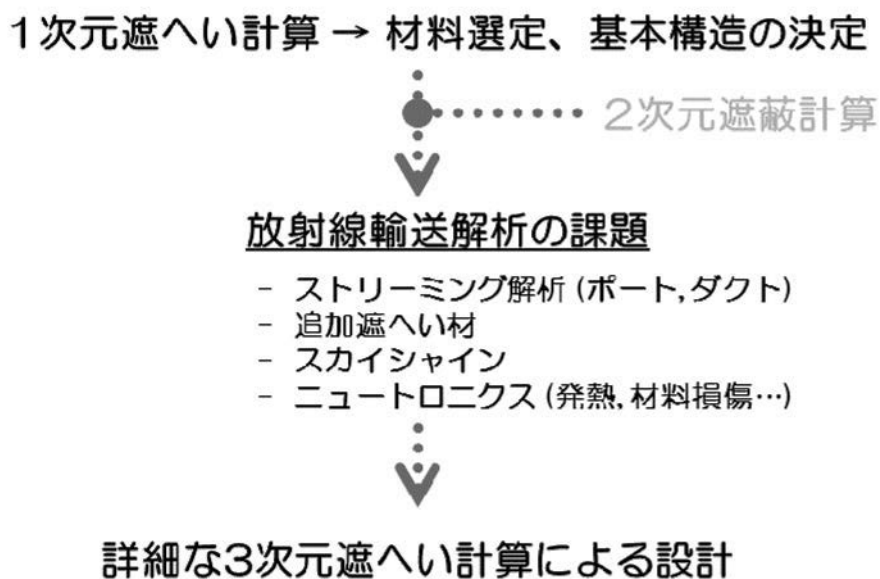 1次元遮へい計算 → 材料選定、基本構造の決定
2次元遮蔽計算
放射線輸送解析の課題
- ストリーミング解析 (ポート,ダクト)
- 追加遮へい材
- スカイシャイン
- ニュートロニクス (発熱, 材料損傷…)
詳細な3次元遮へい計算による設計